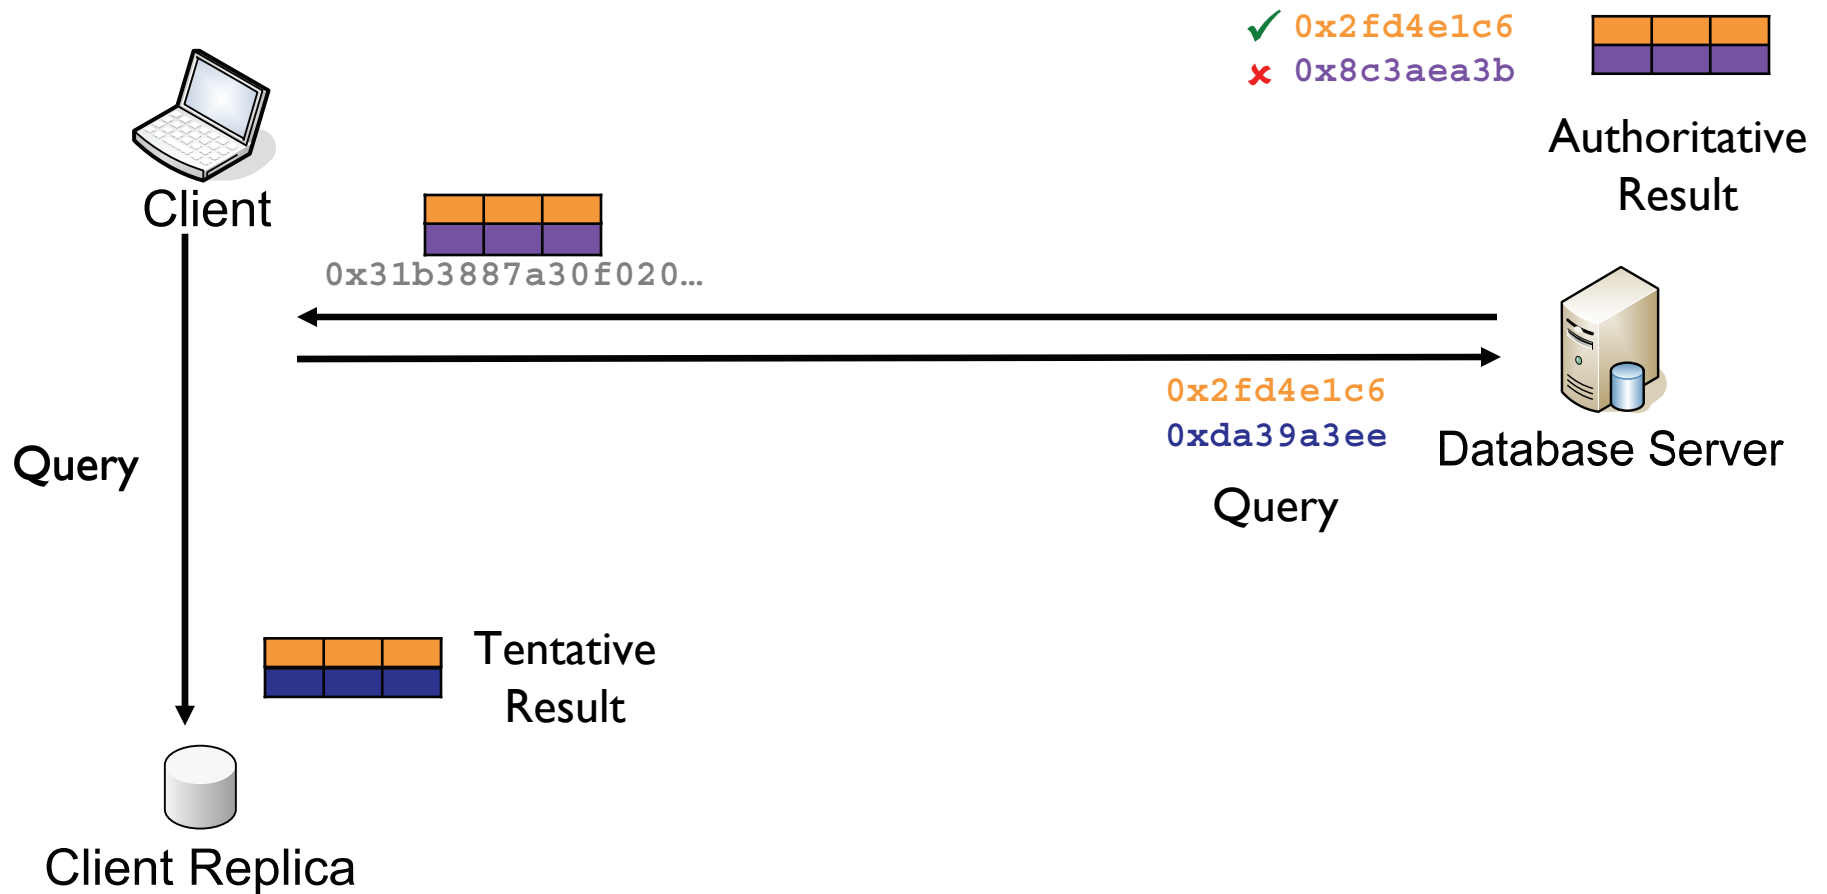 0x2fd4e1c6
0x8c3aea3b
Authoritative
Result
Client
0x31b3887a30f020…
0x2fd4e1c6
0xda39a3ee
Query
Database Server
Query
Tentative
Result
Client Replica